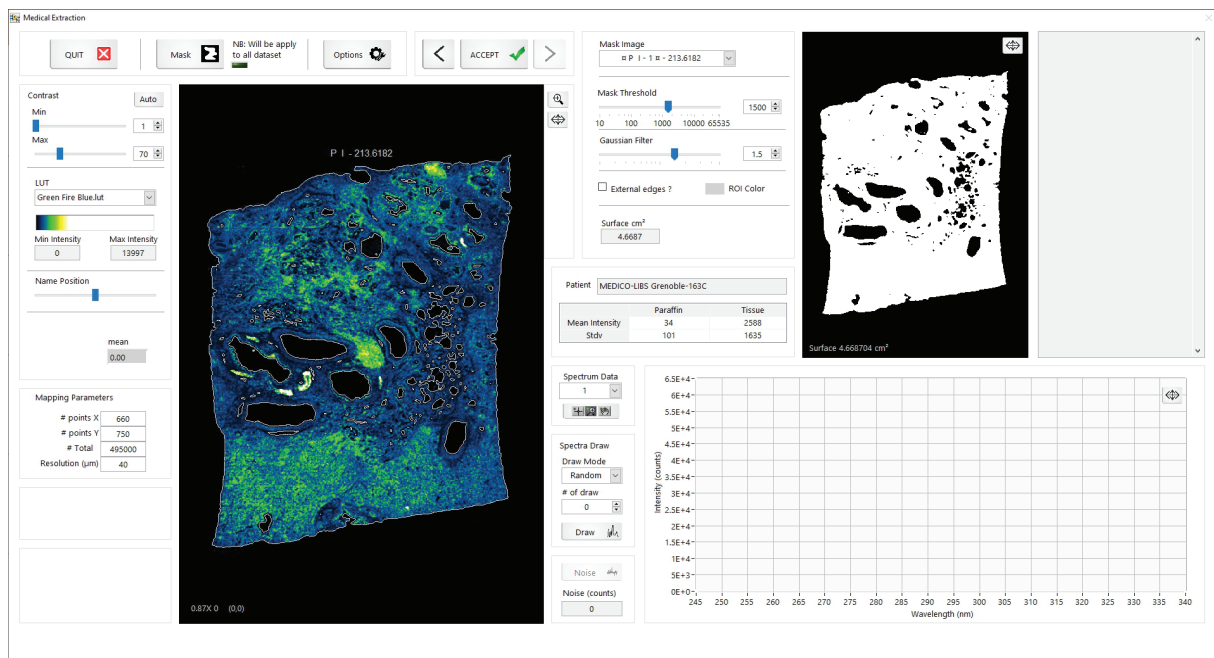 Medical Extraction
QUIT
Mask
NB: Will be apply
to all dataset
Options
ACCEPT
Contrast
Auto
Min
1
Max
70
LUT
Green Fire Blue.lut
Min Intensity
Max Intensity
0
13997
Name Position
mean
0.00
Mapping Parameters
# points X
660
# points Y
750
# Total
495000
Resolution (µm)
40
P I - 213.6182
0.87X 0 (0,0)
Mask Image
¤ P I - 1 ¤ - 213.6182
Mask Threshold
1500
10 100 1000 10000 65535
Gaussian Filter
1.5
External edges ?
ROI Color
Surface cm²
4.6687
Patient
MEDICO-LIBS Grenoble-163C
Paraffin Tissue
Mean Intensity 34 2588
Stdv 101 1635
Surface 4.668704 cm²
Spectrum Data
1
Spectra Draw
Draw Mode
Random
# of draw
0
Draw
Noise
Noise (counts)
0
Intensity (counts)
6.5E+4
6E+4
5.5E+4
5E+4
4.5E+4
4E+4
3.5E+4
3E+4
2.5E+4
2E+4
1.5E+4
1E+4
5E+3
0E+0
245 250 255 260 265 270 275 280 285 290 295 300 305 310 315 320 325 330 335 340
Wavelength (nm)